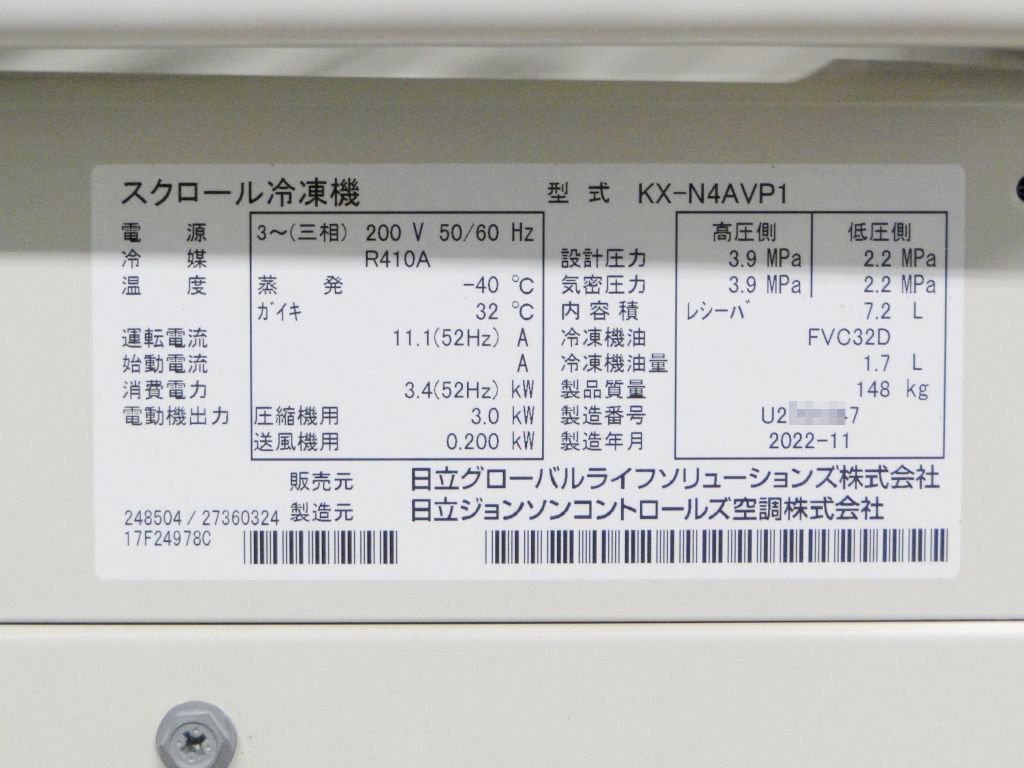 スクロール冷凍機 型式 KX-N4AVP1
電源 3～(三相) 200 V 50/60 Hz 高圧側 低圧側
冷媒 R410A 設計圧力 3.9 MPa 2.2 MPa
温度 蒸発 -40 ℃ 気密圧力 3.9 MPa 2.2 MPa
ｶﾞｲｷ 32 ℃ 内容積 ﾚｼｰﾊﾞ 7.2 L
運転電流 11.1(52Hz) A 冷凍機油 FVC32D
始動電流 A 冷凍機油量 1.7 L
消費電力 3.4(52Hz) kW 製品質量 148 kg
電動機出力 圧縮機用 3.0 kW 製造番号 U2 7
送風機用 0.200 kW 製造年月 2022-11
販売元 日立グローバルライフソリューションズ株式会社
248504 / 27360324 製造元 日立ジョンソンコントロールズ空調株式会社
17F24978C